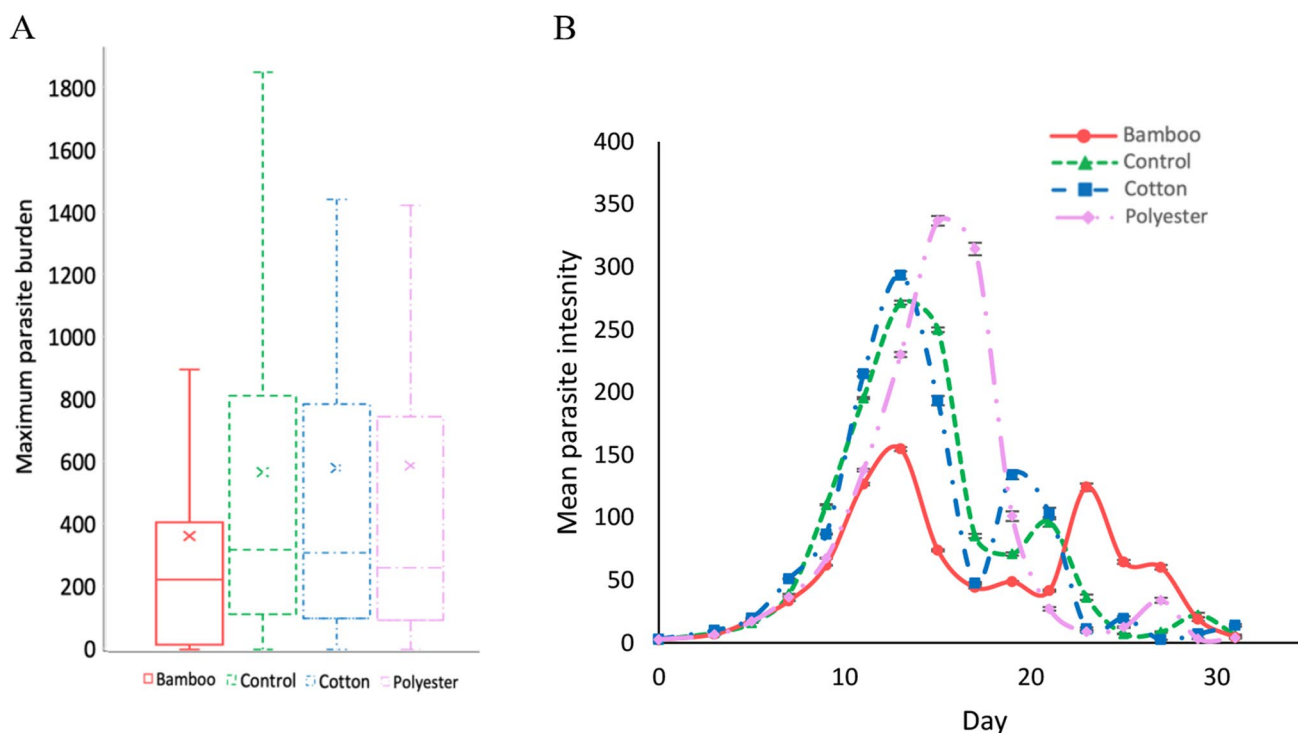 A
Maximum parasite burden
1800
1600
1400
1200
1000
800
600
400
200
0
Bamboo Control Cotton Polyester
B
Mean parasite intesnity
400
350
300
250
200
150
100
50
0
0 10 20 30
Day
Bamboo
Control
Cotton
Polyester